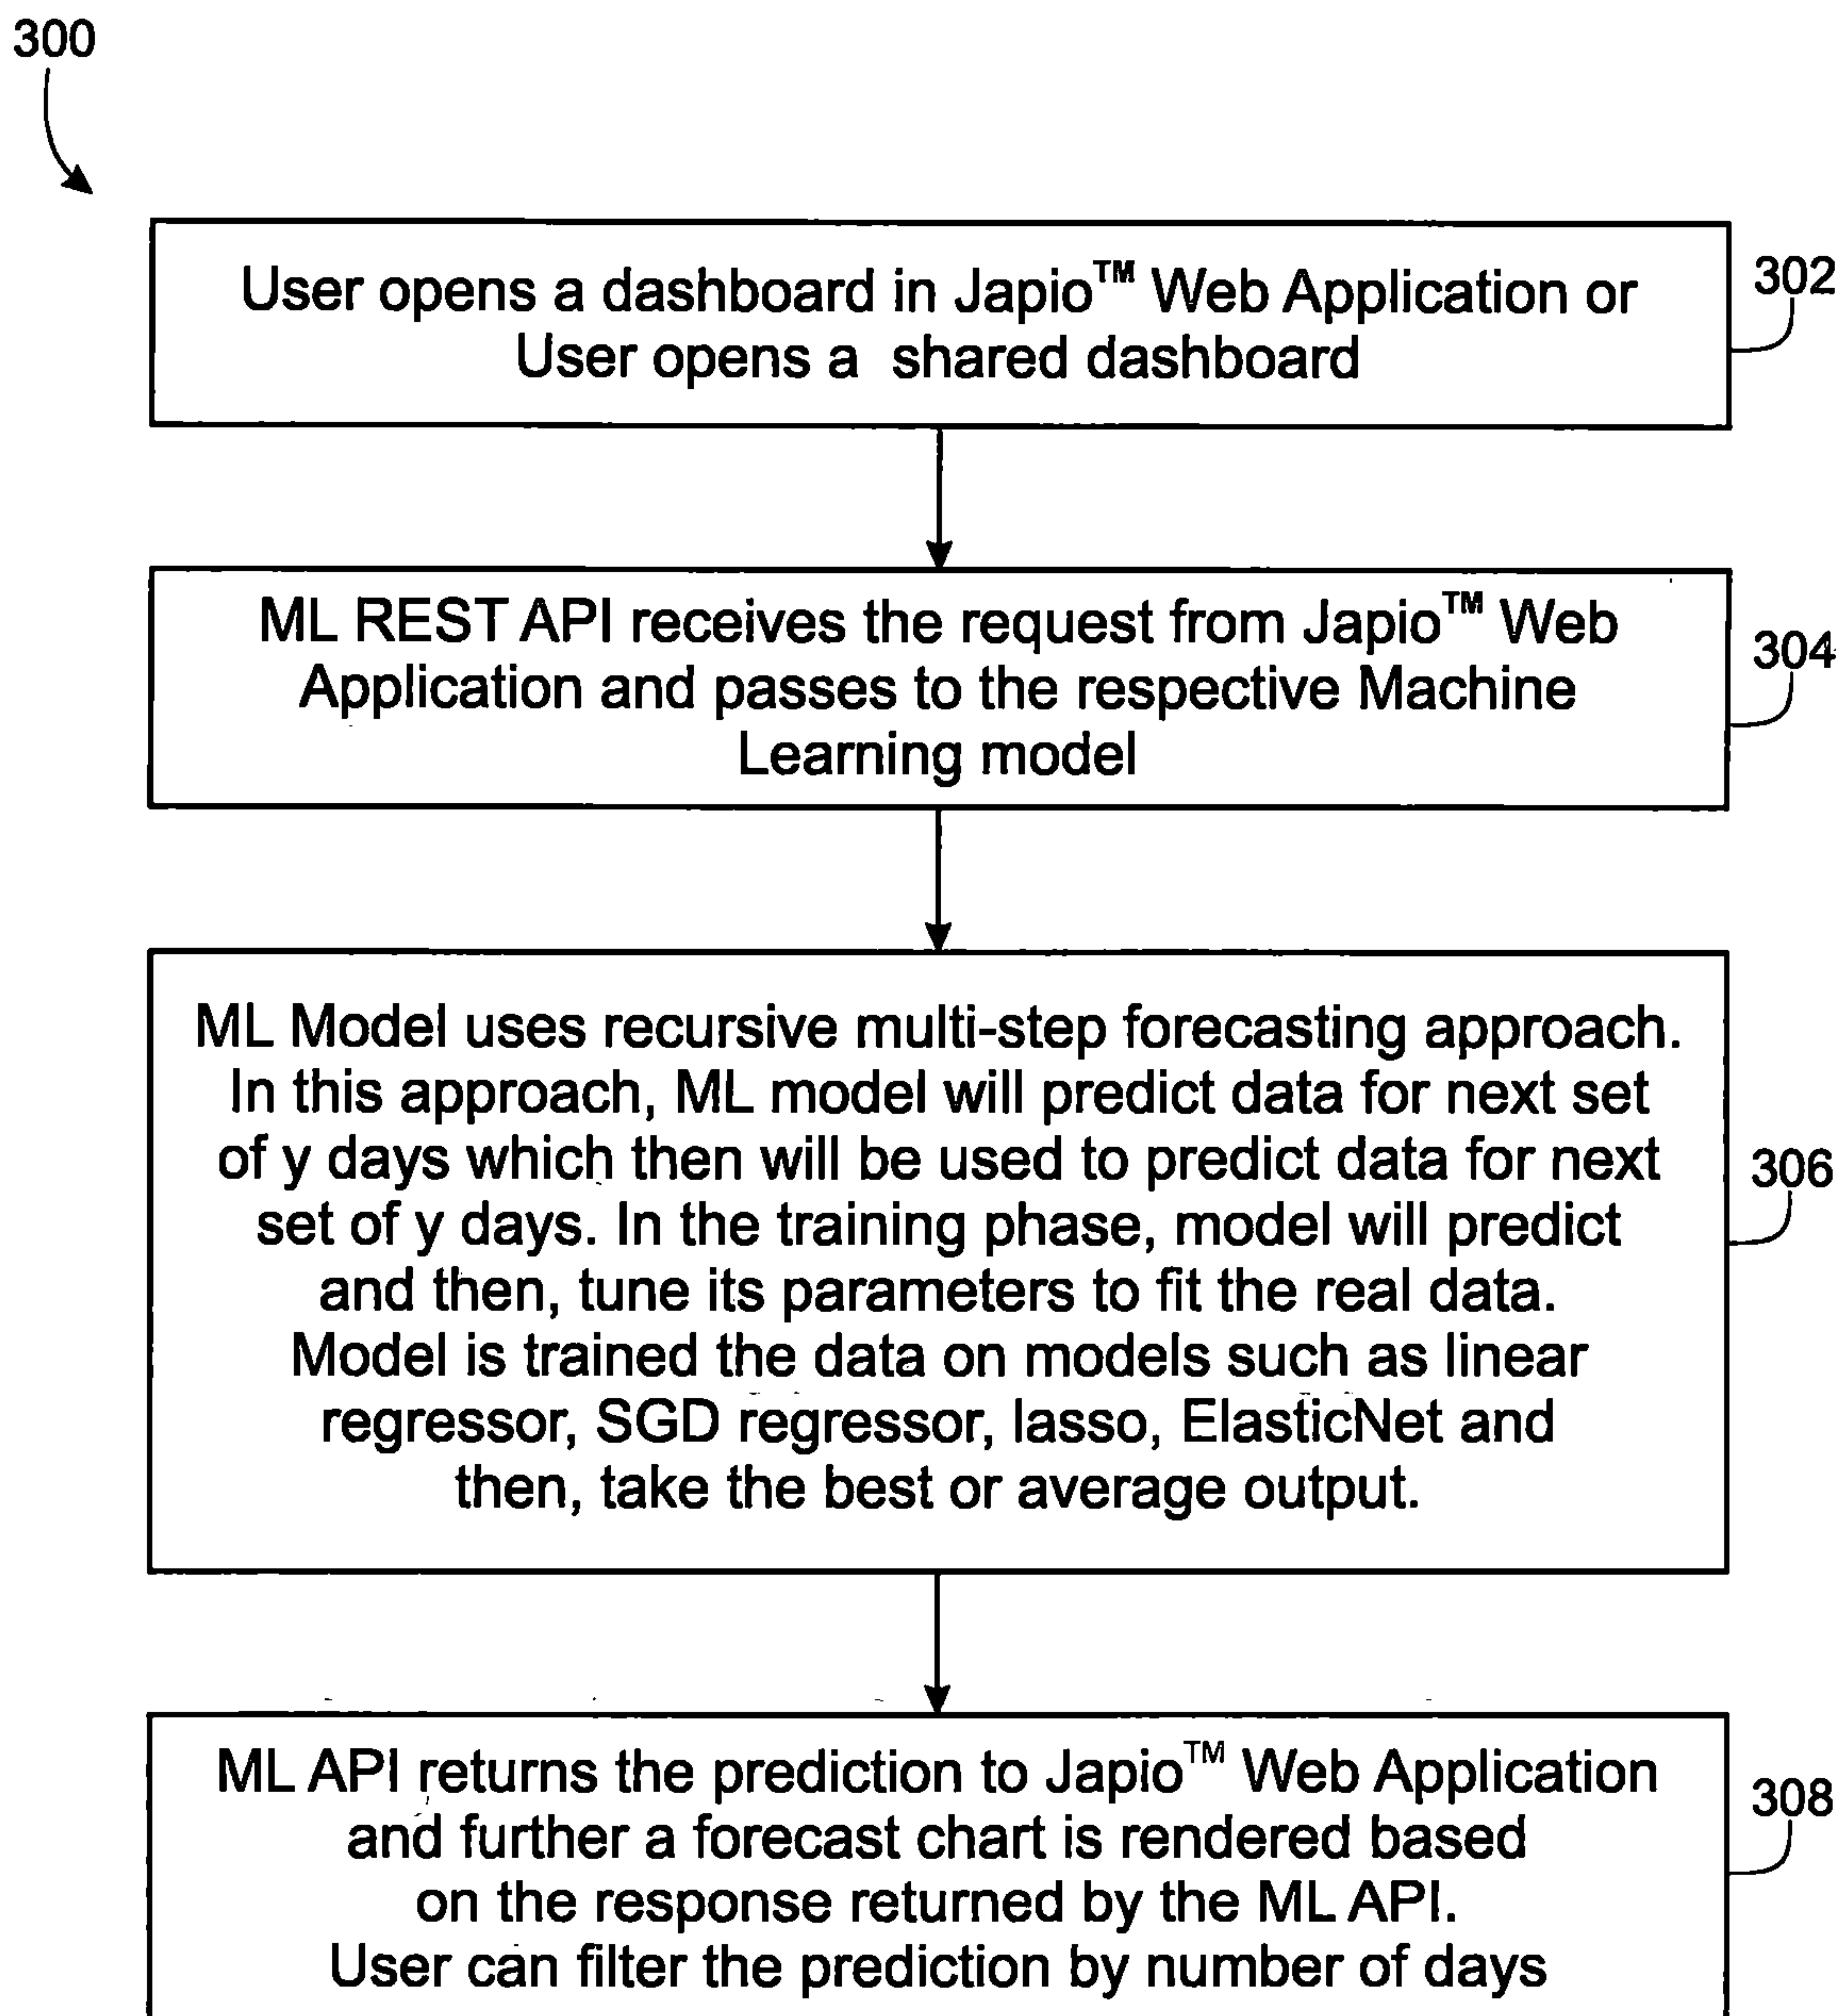 300
User opens a dashboard in Japio™ Web Application or
User opens a shared dashboard
302
ML REST API receives the request from Japio™ Web
Application and passes to the respective Machine
Learning model
304
ML Model uses recursive multi-step forecasting approach.
In this approach, ML model will predict data for next set
of y days which then will be used to predict data for next
set of y days. In the training phase, model will predict
and then, tune its parameters to fit the real data.
Model is trained the data on models such as linear
regressor, SGD regressor, lasso, ElasticNet and
then, take the best or average output.
306
ML API returns the prediction to Japio™ Web Application
and further a forecast chart is rendered based
on the response returned by the ML API.
User can filter the prediction by number of days
308